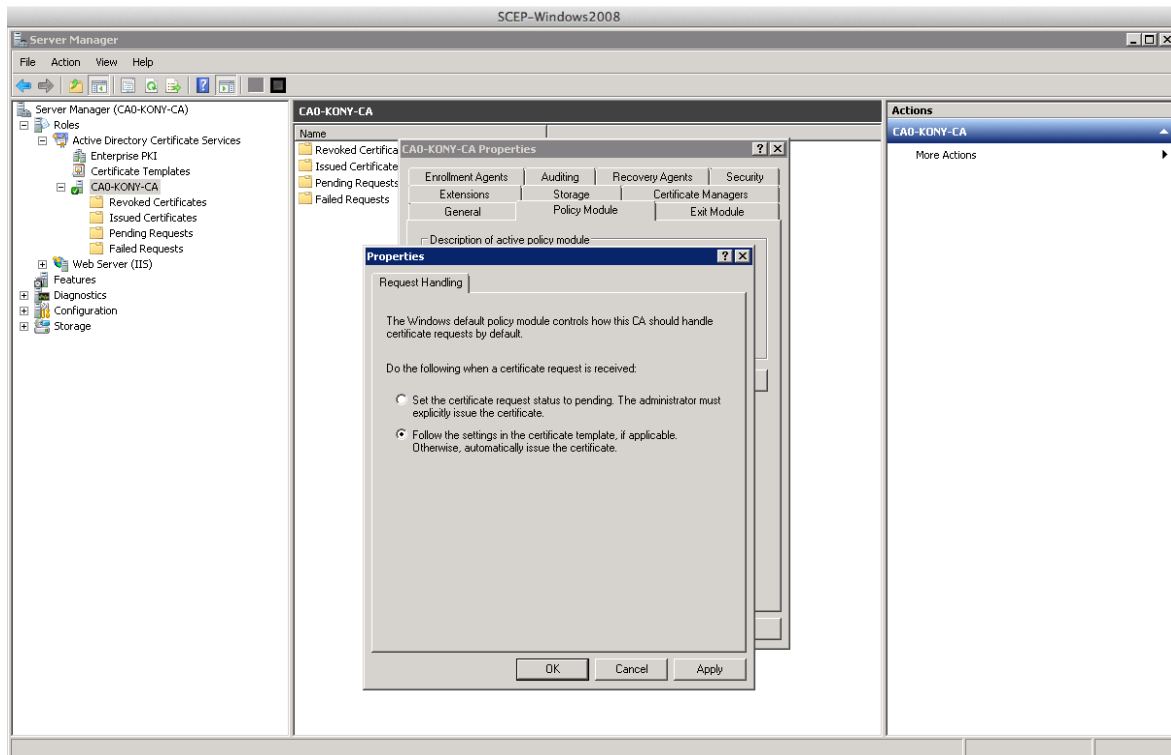 SCEP-Windows2008
Server Manager
File Action View Help
Server Manager (CA0-KONY-CA)
Roles
Active Directory Certificate Services
Enterprise PKI
Certificate Templates
CA0-KONY-CA
Revoked Certificates
Issued Certificates
Pending Requests
Failed Requests
Web Server (IIS)
Features
Diagnostics
Configuration
Storage
CA0-KONY-CA
Name
Revoked Certifica
Issued Certificate
Pending Requests
Failed Requests
CA0-KONY-CA Properties
Enrollment Agents Auditing Recovery Agents Security
Extensions Storage Certificate Managers
General Policy Module Exit Module
Description of active policy module
Properties
Request Handling
The Windows default policy module controls how this CA should handle
certificate requests by default.
Do the following when a certificate request is received:
Set the certificate request status to pending. The administrator must
explicitly issue the certificate.
Follow the settings in the certificate template, if applicable.
Otherwise, automatically issue the certificate.
OK Cancel Apply
Actions
CA0-KONY-CA
More Actions